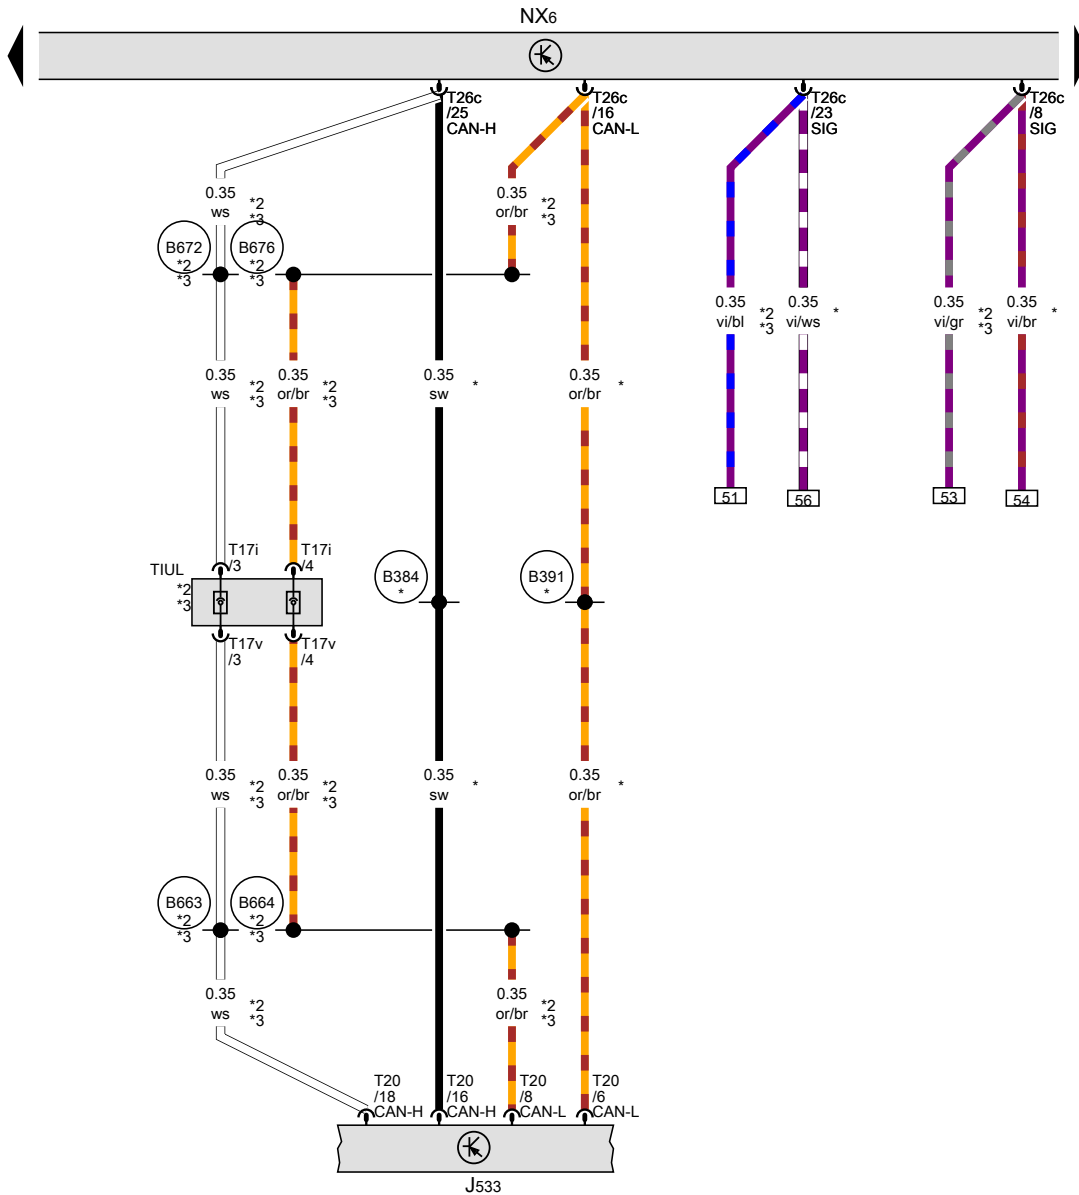 NX6
T26c
/25
CAN-H
T26c
/16
CAN-L
T26c
/23
SIG
T26c
/8
SIG
0.35
ws
*2
*3
0.35
or/br
*2
*3
B672
*2
*3
B676
*2
*3
0.35
vi/bl
*2
*3
0.35
vi/ws
*
0.35
vi/gr
*2
*3
0.35
vi/br
*
0.35
ws
*2
*3
0.35
or/br
*2
*3
0.35
sw
*
0.35
or/br
*
51
56
53
54
TIUL
*2
*3
T17i
/3
T17i
/4
B384
*
B391
*
T17v
/3
T17v
/4
0.35
ws
*2
*3
0.35
or/br
*2
*3
0.35
sw
*
0.35
or/br
*
B663
*2
*3
B664
*2
*3
0.35
ws
*2
*3
0.35
or/br
*2
*3
T20
/18
CAN-H
T20
/16
CAN-H
T20
/8
CAN-L
T20
/6
CAN-L
J533